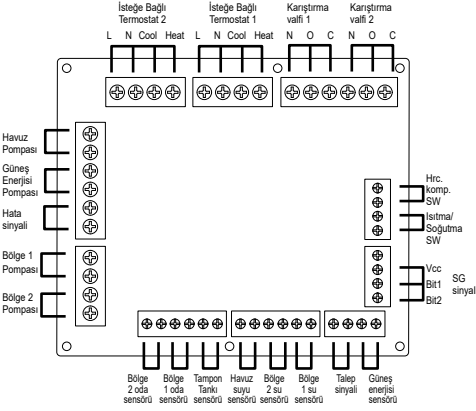 İsteğe Bağlı
Termostat 2
İsteğe Bağlı
Termostat 1
Karıştırma
valfi 1
Karıştırma
valfi 2
L N Cool Heat
L N Cool Heat
N O C
N O C
Havuz
Pompası
Güneş
Enerjisi
Pompası
Hata
sinyali
Bölge 1
Pompası
Bölge 2
Pompası
Hrc.
komp.
SW
Isıtma/
Soğutma
SW
Vcc
Bit1
Bit2
SG
sinyal
Bölge
2 oda
sensörü
Bölge
1 oda
sensörü
Tampon
Tankı
sensörü
Havuz
suyu
sensörü
Bölge
2 su
sensörü
Bölge
1 su
sensörü
Talep
sinyali
Güneş
enerjisi
sensörü